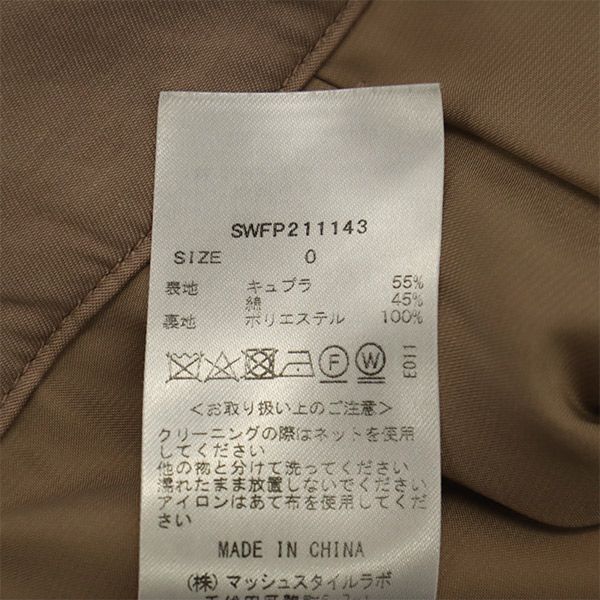 SWFP211143
SIZE 0
表地 キュプラ 55%
綿 45%
裏地 ポリエステル 100%
F W E011
<お取り扱い上のご注意>
クリーニングの際はネットを使用
してください
他の物と分けて洗ってください
濡れたまま放置しないでください
アイロンはあて布を使用してくださ
い
MADE IN CHINA
(株)マッシュスタイルラボ